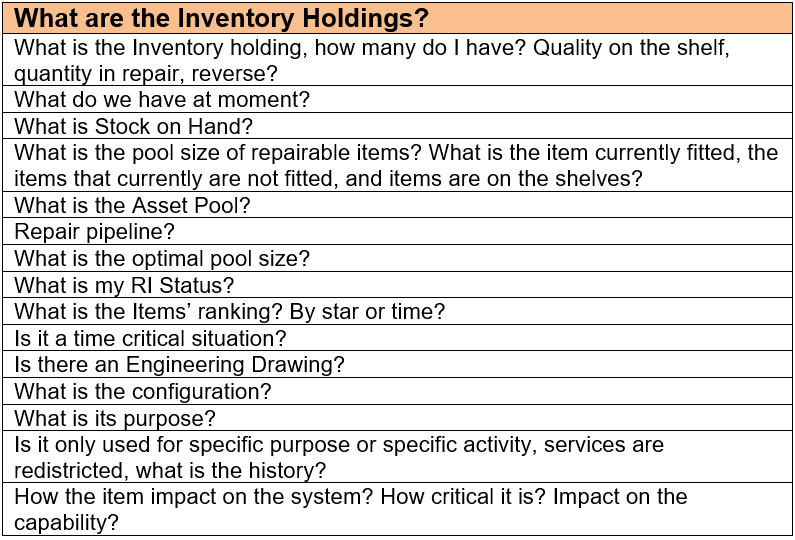 What are the Inventory Holdings?
What is the Inventory holding, how many do I have? Quality on the shelf,
quantity in repair, reverse?
What do we have at moment?
What is Stock on Hand?
What is the pool size of repairable items? What is the item currently fitted, the
items that currently are not fitted, and items are on the shelves?
What is the Asset Pool?
Repair pipeline?
What is the optimal pool size?
What is my RI Status?
What is the Items’ ranking? By star or time?
Is it a time critical situation?
Is there an Engineering Drawing?
What is the configuration?
What is its purpose?
Is it only used for specific purpose or specific activity, services are
redistricted, what is the history?
How the item impact on the system? How critical it is? Impact on the
capability?